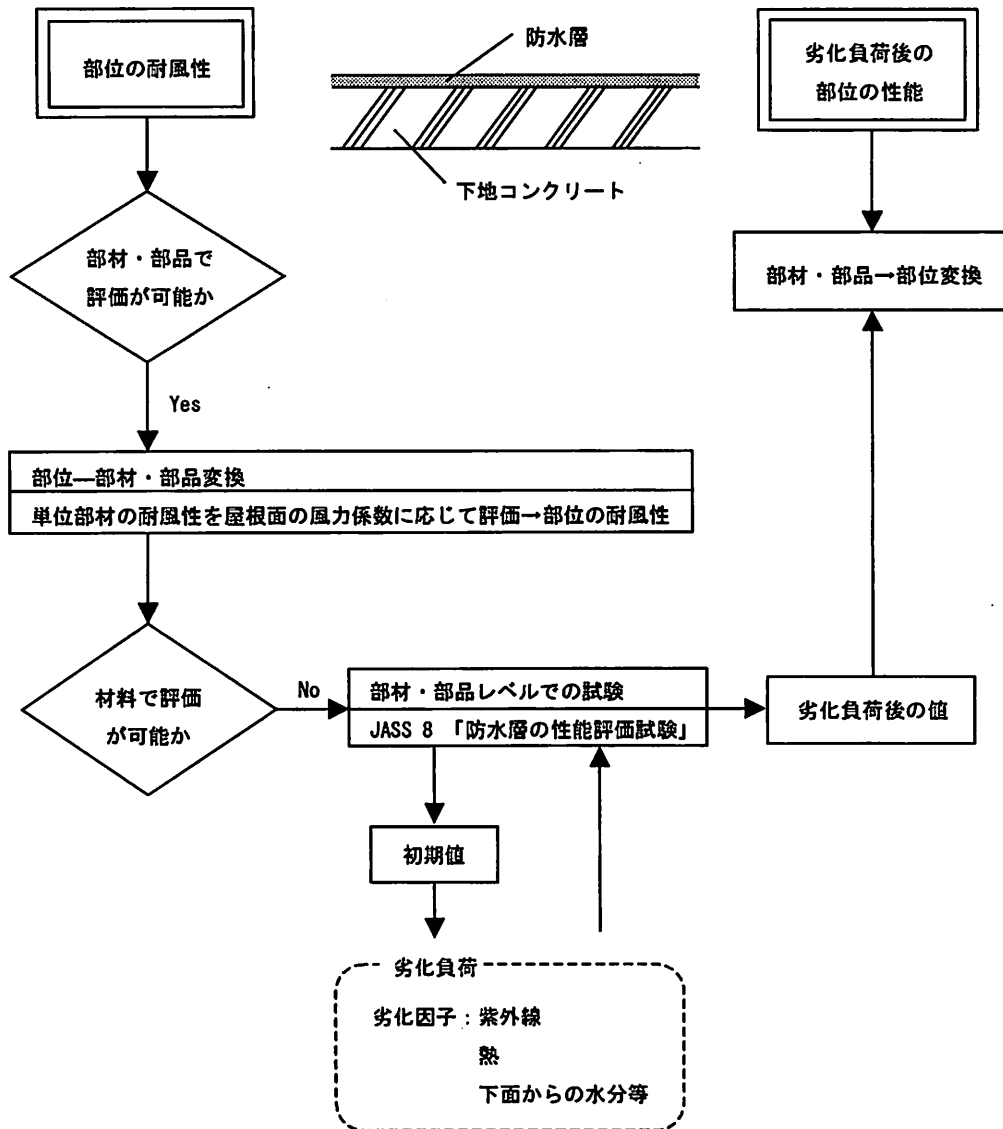 部位の耐風性
防水層
下地コンクリート
劣化負荷後の
部位の性能
部材・部品で
評価が可能か
部材・部品→部位変換
Yes
部位―部材・部品変換
単位部材の耐風性を屋根面の風力係数に応じて評価→部位の耐風性
材料で評価
が可能か
No
部材・部品レベルでの試験
JASS 8 「防水層の性能評価試験」
劣化負荷後の値
初期値
劣化負荷
劣化因子：紫外線
熱
下面からの水分等